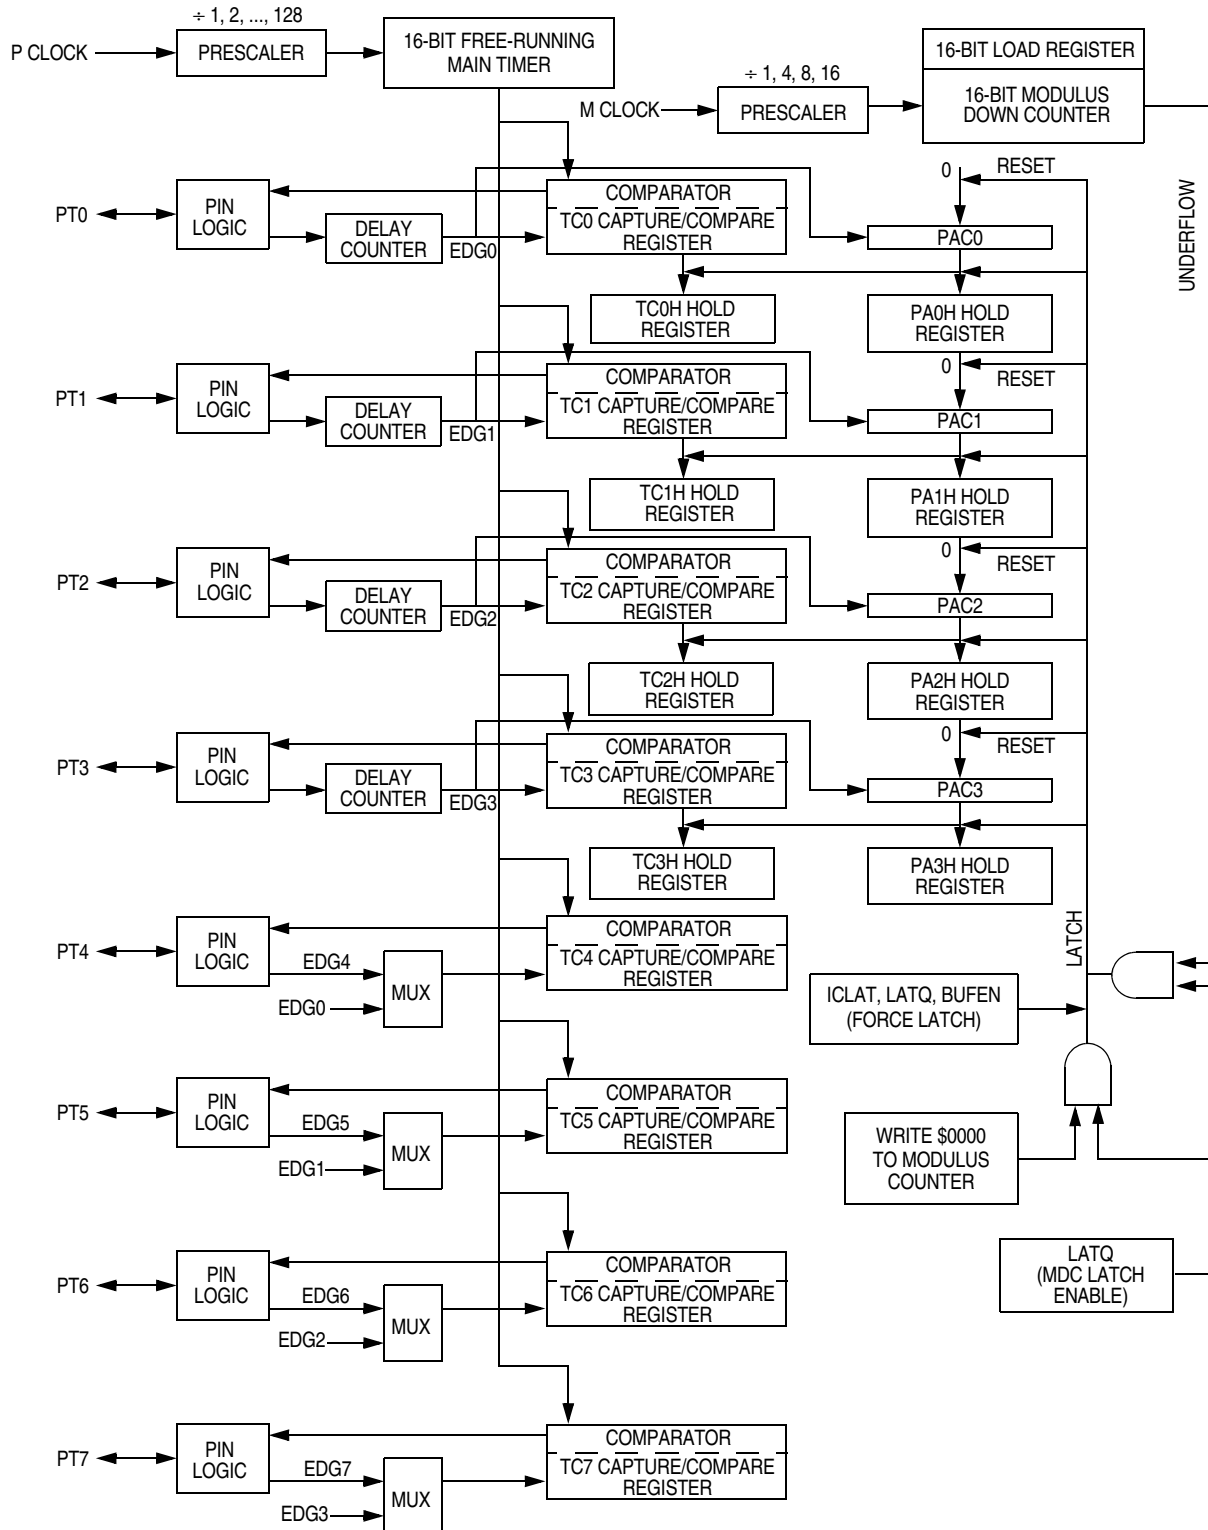 ÷ 1, 2, ..., 128
P CLOCK
PRESCALER
16-BIT FREE-RUNNING
MAIN TIMER
÷ 1, 4, 8, 16
M CLOCK
PRESCALER
16-BIT LOAD REGISTER
16-BIT MODULUS
DOWN COUNTER
UNDERFLOW
PT0
PIN
LOGIC
DELAY
COUNTER
EDG0
COMPARATOR
TC0 CAPTURE/COMPARE
REGISTER
0
RESET
PAC0
TC0H HOLD
REGISTER
PA0H HOLD
REGISTER
PT1
PIN
LOGIC
DELAY
COUNTER
EDG1
COMPARATOR
TC1 CAPTURE/COMPARE
REGISTER
0
RESET
PAC1
TC1H HOLD
REGISTER
PA1H HOLD
REGISTER
PT2
PIN
LOGIC
DELAY
COUNTER
EDG2
COMPARATOR
TC2 CAPTURE/COMPARE
REGISTER
0
RESET
PAC2
TC2H HOLD
REGISTER
PA2H HOLD
REGISTER
PT3
PIN
LOGIC
DELAY
COUNTER
EDG3
COMPARATOR
TC3 CAPTURE/COMPARE
REGISTER
0
RESET
PAC3
TC3H HOLD
REGISTER
PA3H HOLD
REGISTER
LATCH
PT4
PIN
LOGIC
EDG4
EDG0
MUX
COMPARATOR
TC4 CAPTURE/COMPARE
REGISTER
ICLAT, LATQ, BUFEN
(FORCE LATCH)
PT5
PIN
LOGIC
EDG5
EDG1
MUX
COMPARATOR
TC5 CAPTURE/COMPARE
REGISTER
WRITE $0000
TO MODULUS
COUNTER
PT6
PIN
LOGIC
EDG6
EDG2
MUX
COMPARATOR
TC6 CAPTURE/COMPARE
REGISTER
LATQ
(MDC LATCH
ENABLE)
PT7
PIN
LOGIC
EDG7
EDG3
MUX
COMPARATOR
TC7 CAPTURE/COMPARE
REGISTER